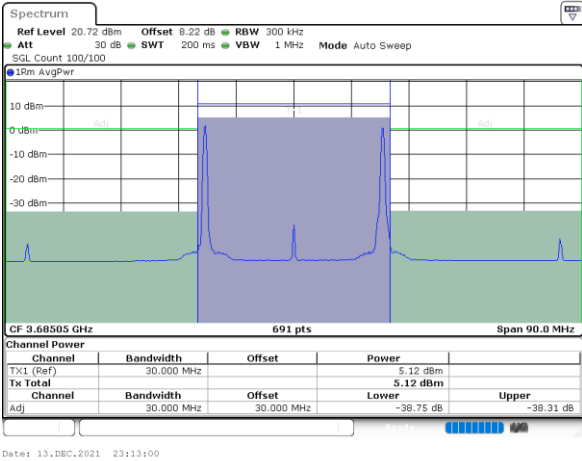 Spectrum
Ref Level 20.72 dBm Offset 8.22 dB RBW 300 kHz
Att 30 dB SWT 200 ms VBW 1 MHz Mode Auto Sweep
SGL Count 100/100
1Rm AvgPwr
10 dBm
Adj TX1 Adj
0 dBm
-10 dBm
-20 dBm
-30 dBm
CF 3.68505 GHz 691 pts Span 90.0 MHz
Channel Power
Channel Bandwidth Offset Power
TX1 (Ref) 30.000 MHz 5.12 dBm
Tx Total 5.12 dBm
Channel Bandwidth Offset Lower Upper
Adj 30.000 MHz 30.000 MHz -38.75 dB -38.31 dB
Ready
Date: 13.DEC.2021 23:13:00